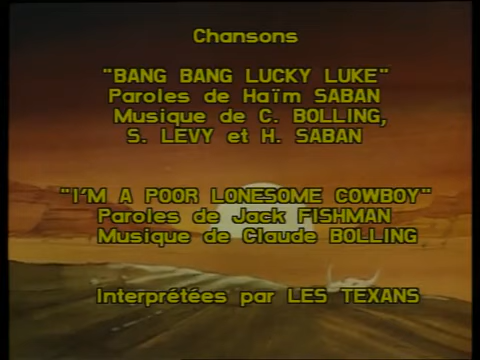 Chansons
"BANG BANG LUCKY LUKE"
Paroles de Haïm SABAN
Musique de C. BOLLING,
S. LEVY et H. SABAN
"I'M A POOR LONESOME COWBOY"
Paroles de Jack FISHMAN
Musique de Claude BOLLING
Interprétées par LES TEXANS